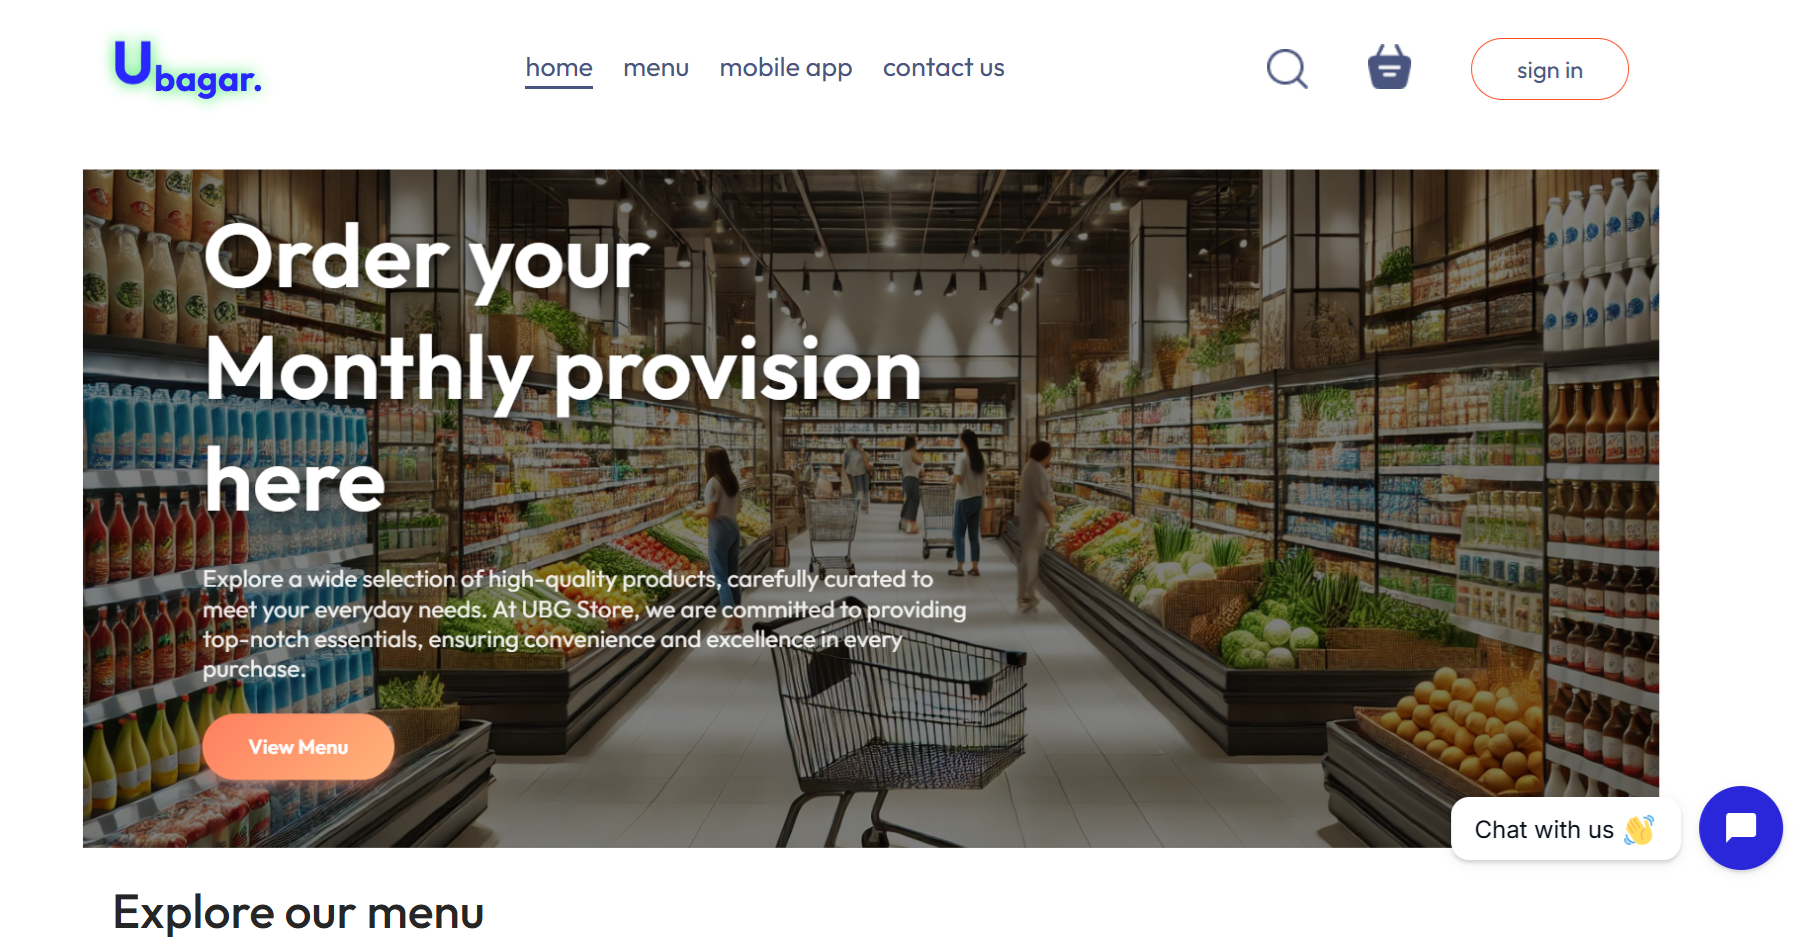 Ubagar.
home menu mobile app contact us
sign in
Order your
Monthly provision
here
Explore a wide selection of high-quality products, carefully curated to
meet your everyday needs. At UBG Store, we are committed to providing
top-notch essentials, ensuring convenience and excellence in every
purchase.
View Menu
Chat with us 👋
Explore our menu